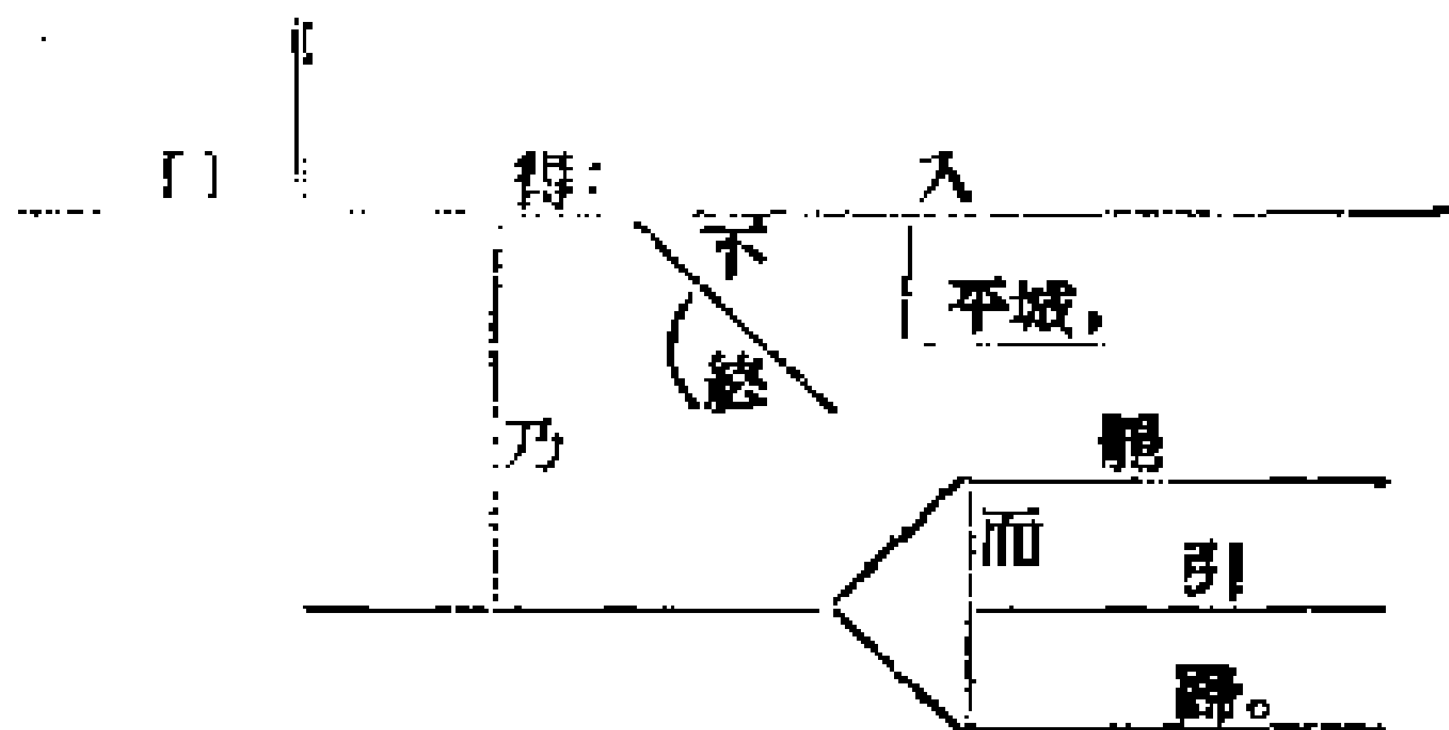 得 入
不
平城，
終
乃
罷
而
引
歸。